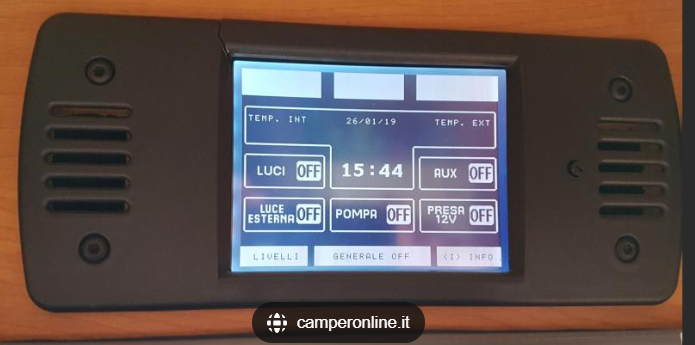 TEMP. INT 26/01/19 TEMP. EXT
LUCI OFF 15:44 AUX OFF
LUCE
ESTERNA OFF POMPA OFF PRESA
12V OFF
LIVELLI GENERALE OFF (I) INFO
camperonline.it